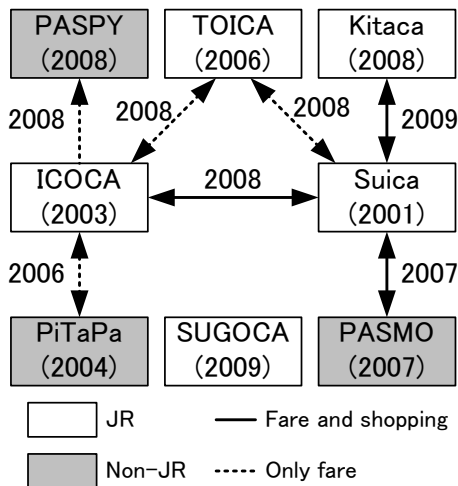 PASPY
(2008)
TOICA
(2006)
Kitaca
(2008)
2008
2008
2008
2009
ICOCA
(2003)
2008
Suica
(2001)
2006
2007
PiTaPa
(2004)
SUGOCA
(2009)
PASMO
(2007)
JR
Fare and shopping
Non-JR
Only fare